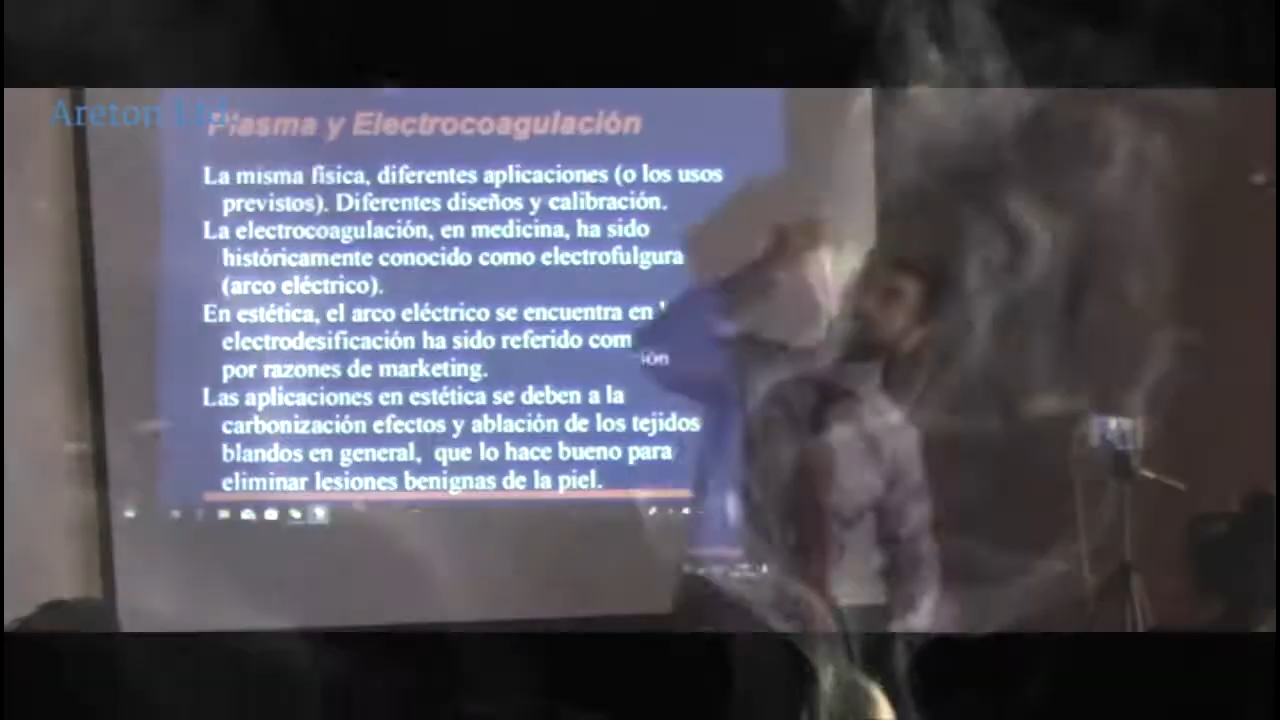 Areton Ltd.
Plasma y Electrocoagulación
La misma física, diferentes aplicaciones (o los usos
previstos). Diferentes diseños y calibración.
La electrocoagulación, en medicina, ha sido
históricamente conocido como electrofulgura
(arco eléctrico).
En estética, el arco eléctrico se encuentra en
electrodesificación ha sido referido com
ión
por razones de marketing.
Las aplicaciones en estética se deben a la
carbonización efectos y ablación de los tejidos
blandos en general, que lo hace bueno para
eliminar lesiones benignas de la piel.